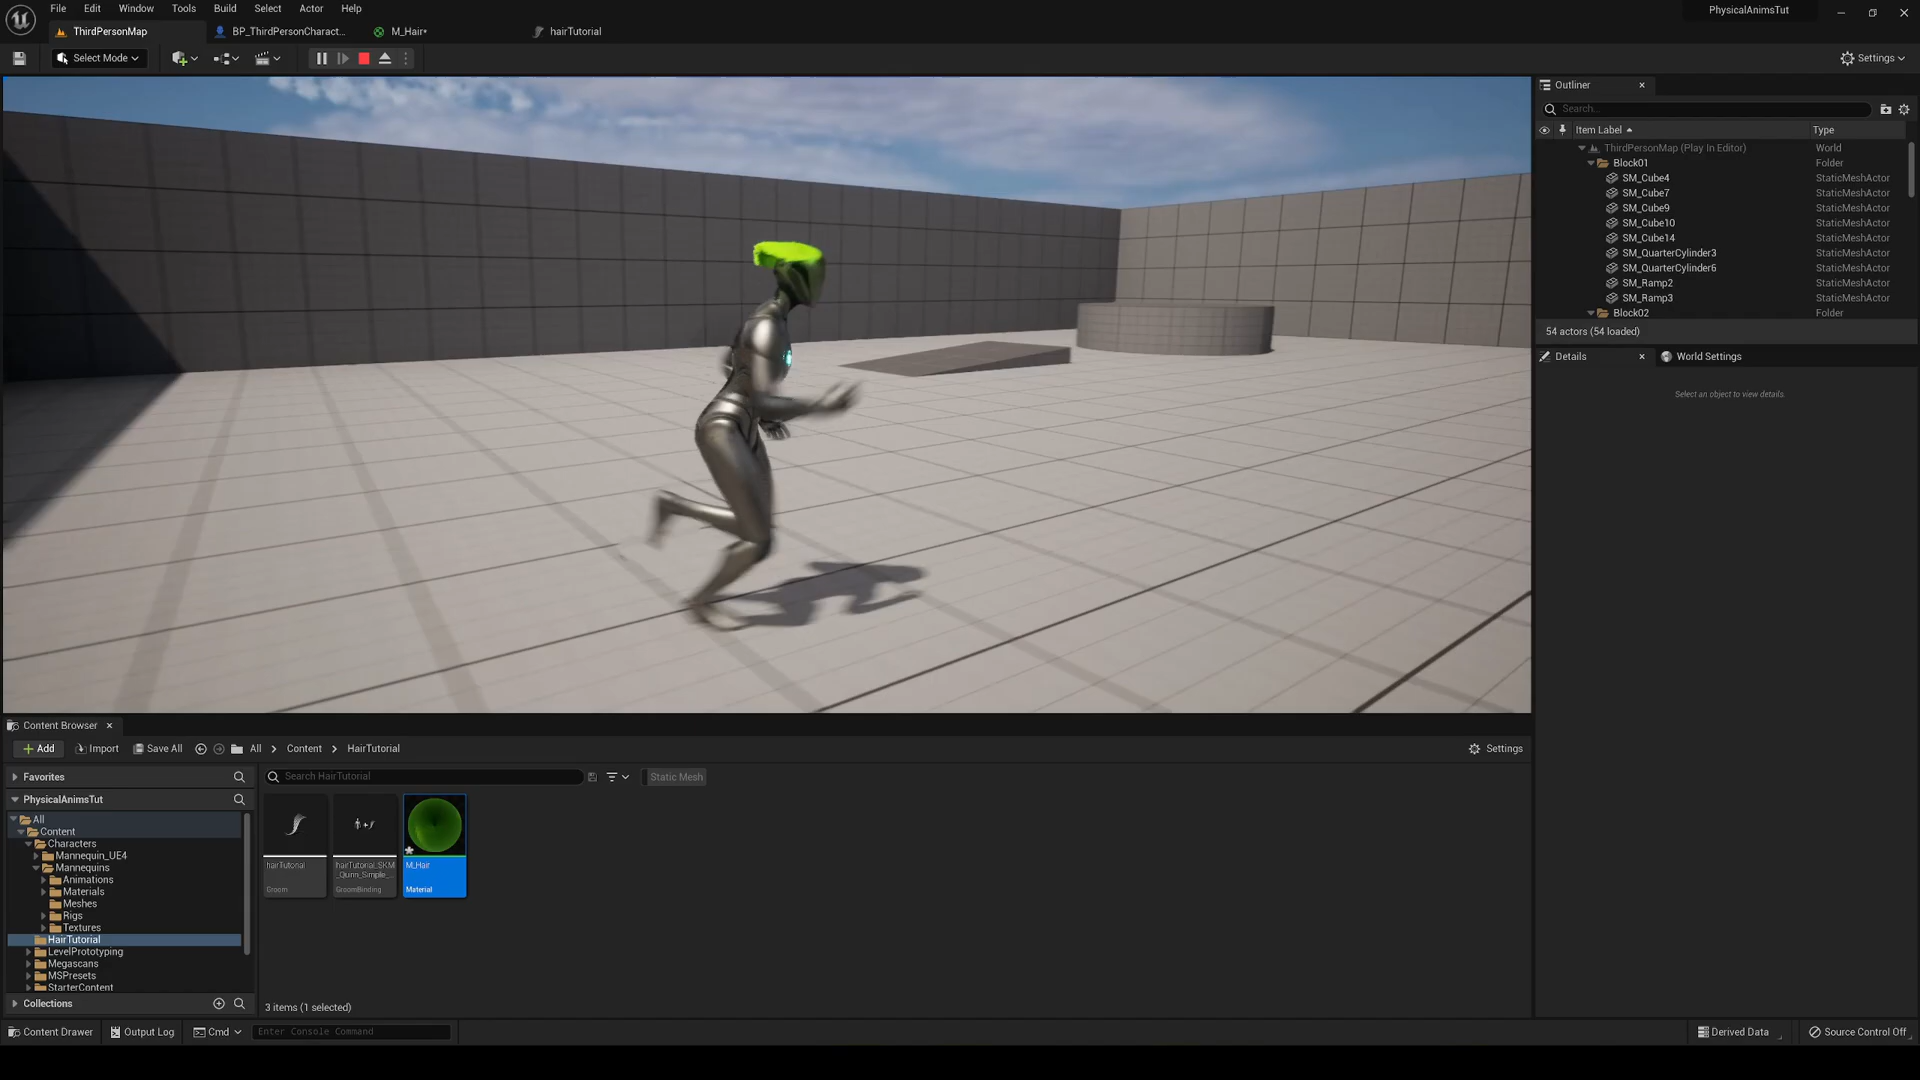 File Edit Window Tools Build Select Actor Help
PhysicalAnimsTut
ThirdPersonMap
BP_ThirdPersonCharact...
M_Hair*
hairTutorial
Select Mode
Settings
Outliner
Search...
Item Label
Type
ThirdPersonMap (Play In Editor) World
Block01 Folder
SM_Cube4 StaticMeshActor
SM_Cube7 StaticMeshActor
SM_Cube9 StaticMeshActor
SM_Cube10 StaticMeshActor
SM_Cube14 StaticMeshActor
SM_QuarterCylinder3 StaticMeshActor
SM_QuarterCylinder6 StaticMeshActor
SM_Ramp2 StaticMeshActor
SM_Ramp3 StaticMeshActor
Block02 Folder
54 actors (54 loaded)
Details
World Settings
Select an object to view details.
Content Browser
Add Import Save All All Content HairTutorial
Settings
Favorites
Search HairTutorial
Static Mesh
PhysicalAnimsTut
All
Content
Characters
Mannequin_UE4
Mannequins
Animations
Materials
Meshes
Rigs
Textures
HairTutorial
LevelPrototyping
Megascans
MSPresets
StarterContent
Collections
hairTutorial
Groom
hairTutorial_SKM
_Quinn_Simple_...
GroomBinding
M_Hair
Material
3 items (1 selected)
Content Drawer
Output Log
Cmd
Enter Console Command
Derived Data
Source Control Off